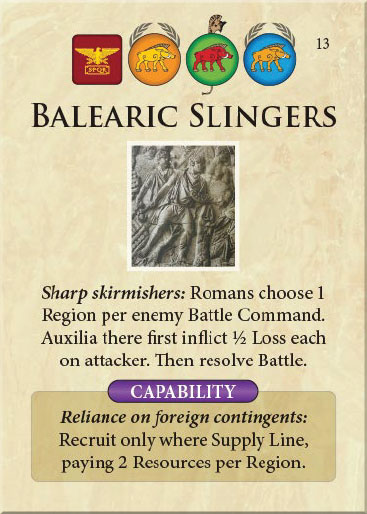 SPQR
13
BALEARIC SLINGERS
Sharp skirmishers: Romans choose 1
Region per enemy Battle Command.
Auxilia there first inflict ½ Loss each
on attacker. Then resolve Battle.
CAPABILITY
Reliance on foreign contingents:
Recruit only where Supply Line,
paying 2 Resources per Region.